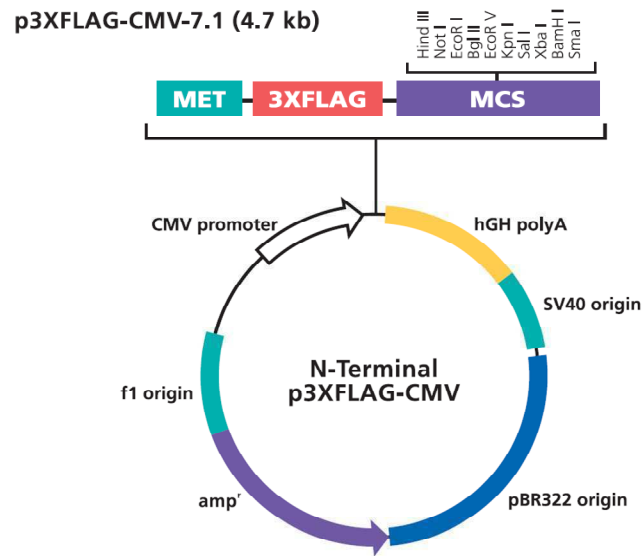 p3XFLAG-CMV-7.1 (4.7 kb)
Hind III
Not I
EcoR I
Bgl II
EcoR V
Kpn I
Sal I
Xba I
BamH I
Sma I
MET
3XFLAG
MCS
CMV promoter
hGH polyA
SV40 origin
N-Terminal
p3XFLAG-CMV
f1 origin
pBR322 origin
ampʳ